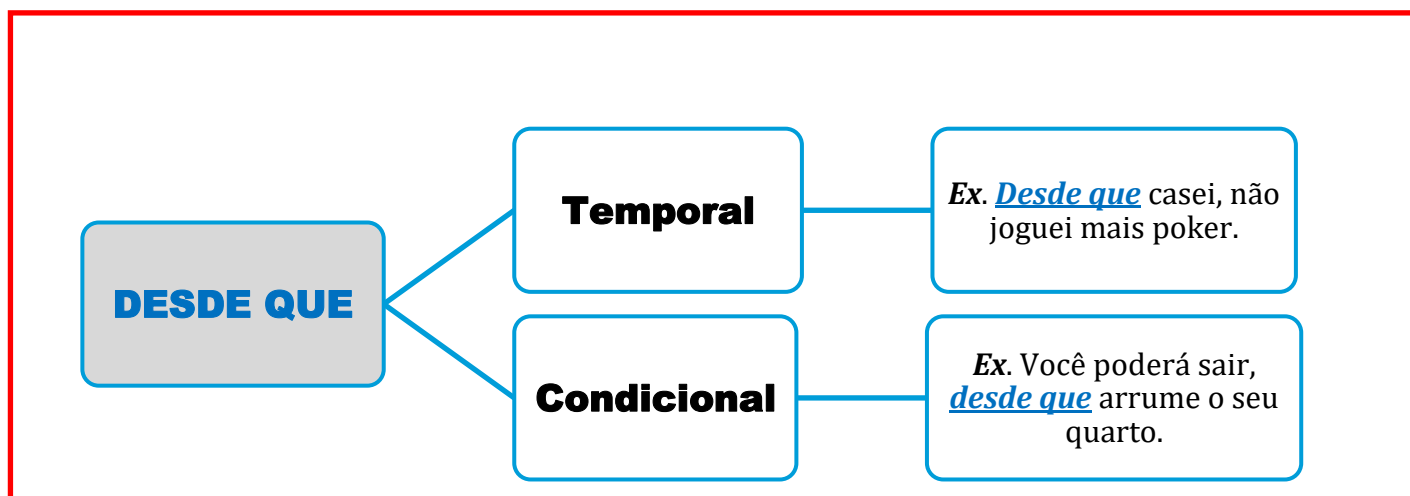 DESDE QUE
Temporal
Ex. Desde que casei, não
joguei mais poker.
Condicional
Ex. Você poderá sair,
desde que arrume o seu
quarto.